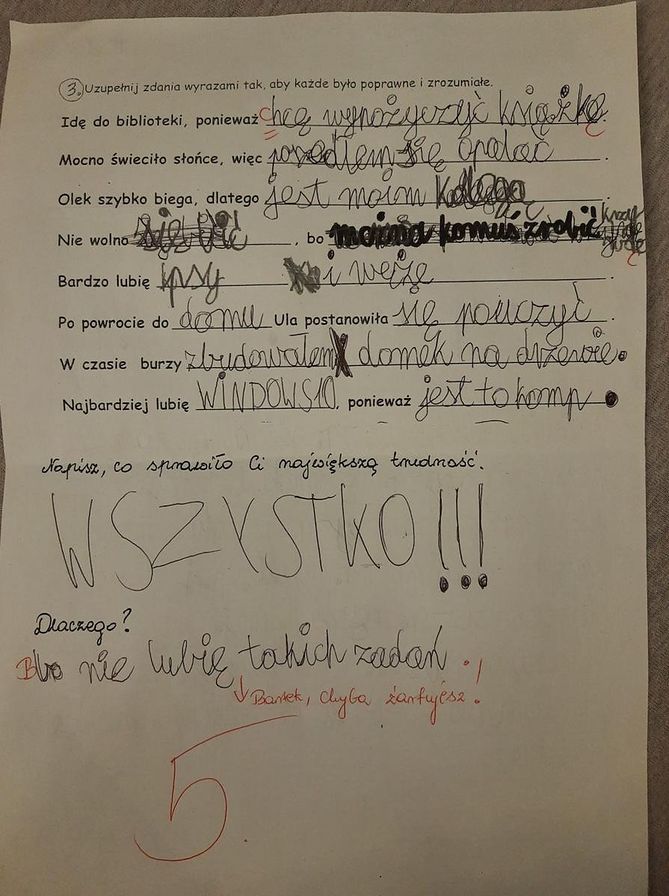 3. Uzupełnij zdania wyrazami tak, aby każde było poprawne i zrozumiałe.
Idę do biblioteki, ponieważ chcę wypożyczyć książkę.
Mocno świeciło słońce, więc poszedłem się opalać.
Olek szybko biega, dlatego jest moim kolegą.
Nie wolno się bić, bo można komuś zrobić krzywdę
Bardzo lubię psy i węże.
Po powrocie do domu Ula postanowiła się pouczyć.
W czasie burzy zbudowałem domek na drzewie.
Najbardziej lubię WINDOWS10, ponieważ jest to komp.
Napisz, co sprawiło Ci największą trudność.
WSZYSTKO!!!
Dlaczego?
Bo nie lubię takich zadań.!
Bartek, chyba żartujesz!
5.